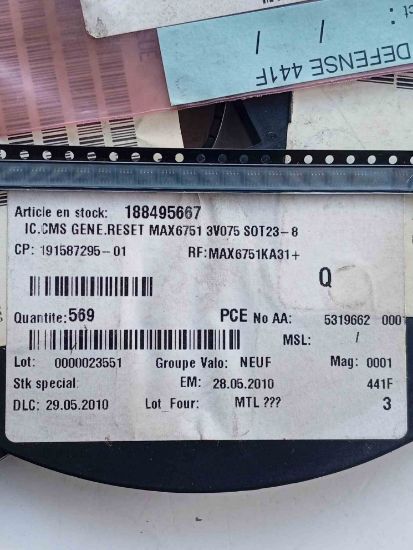 ct :
/ /
DEFENSE 441F
Article en stock: 188495667
IC.CMS GENE.RESET MAX6751 3V075 SOT23-8
CP: 191587295-01 RF:MAX6751KA31+
Q
Quantite: 569 PCE No AA: 5319662 0001
MSL: /
Lot: 0000023551 Groupe Valo: NEUF Mag: 0001
Stk special EM: 28.05.2010 441F
DLC: 29.05.2010 Lot_Four: MTL ??? 3